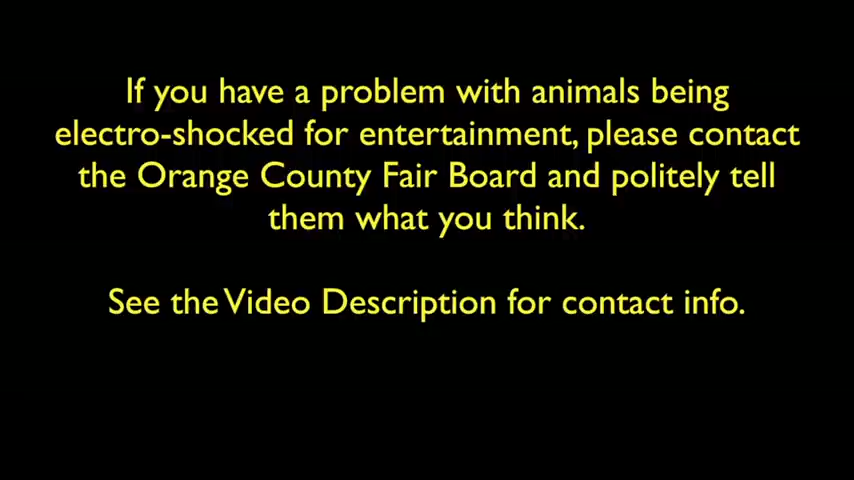 If you have a problem with animals being
electro-shocked for entertainment, please contact
the Orange County Fair Board and politely tell
them what you think.
See the Video Description for contact info.